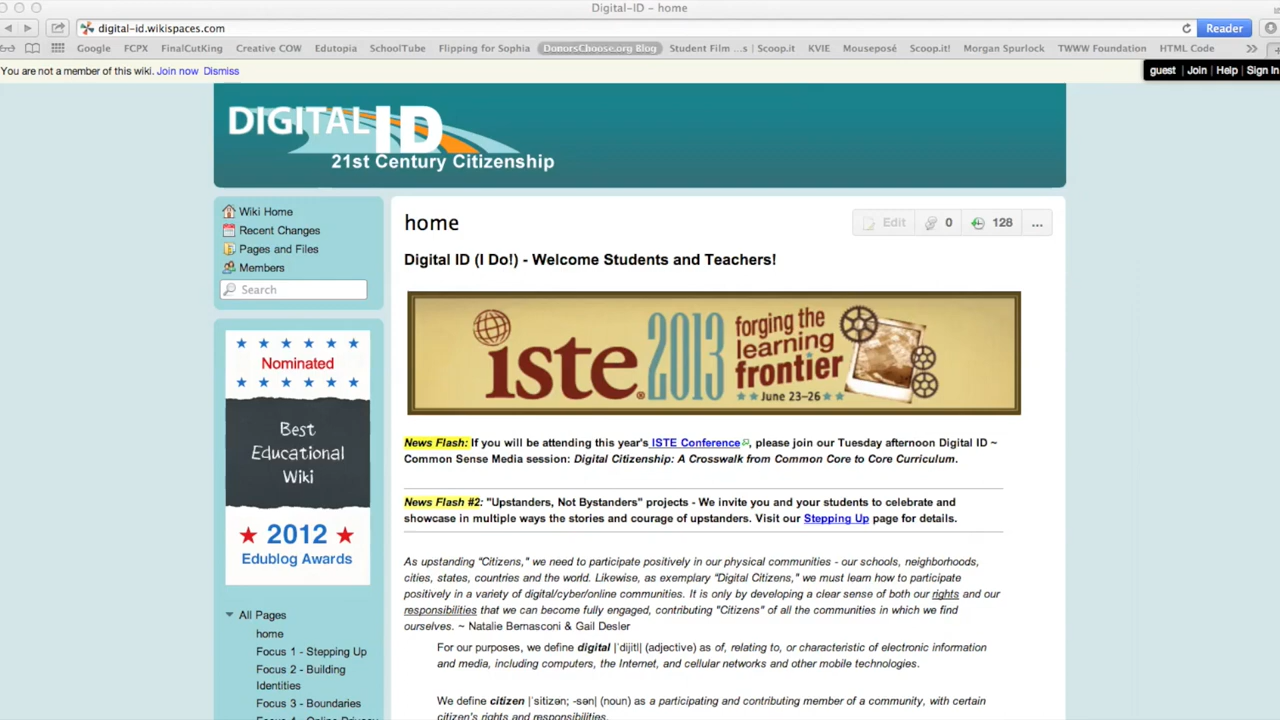 Digital-ID - home
digital-id.wikispaces.com
Reader
Google FCPX FinalCutKing Creative COW Edutopia SchoolTube Flipping for Sophia DonorsChoose.org Blog Student Film ...s | Scoop.it KVIE Mouseposé Scoop.it! Morgan Spurlock TWWW Foundation HTML Code
You are not a member of this wiki. Join now Dismiss
guest | Join | Help | Sign In
DIGITAL ID
21st Century Citizenship
Wiki Home
Recent Changes
Pages and Files
Members
Search
Nominated
Best
Educational
Wiki
2012
Edublog Awards
All Pages
home
Focus 1 - Stepping Up
Focus 2 - Building
Identities
Focus 3 - Boundaries
Focus 4 - Online Privacy
home
Edit 0 128 ...
Digital ID (I Do!) - Welcome Students and Teachers!
iste® 2013
forging the
learning
frontier
June 23-26
News Flash: If you will be attending this year's ISTE Conference, please join our Tuesday afternoon Digital ID ~
Common Sense Media session: Digital Citizenship: A Crosswalk from Common Core to Core Curriculum.
News Flash #2: "Upstanders, Not Bystanders" projects - We invite you and your students to celebrate and
showcase in multiple ways the stories and courage of upstanders. Visit our Stepping Up page for details.
As upstanding "Citizens," we need to participate positively in our physical communities - our schools, neighborhoods,
cities, states, countries and the world. Likewise, as exemplary "Digital Citizens," we must learn how to participate
positively in a variety of digital/cyber/online communities. It is only by developing a clear sense of both our rights and our
responsibilities that we can become fully engaged, contributing "Citizens" of all the communities in which we find
ourselves. ~ Natalie Bernasconi & Gail Desler
For our purposes, we define digital |ˈdijitl| (adjective) as of, relating to, or characteristic of electronic information
and media, including computers, the Internet, and cellular networks and other mobile technologies.
We define citizen |ˈsitizən; -sən| (noun) as a participating and contributing member of a community, with certain
citizen's rights and responsibilities.